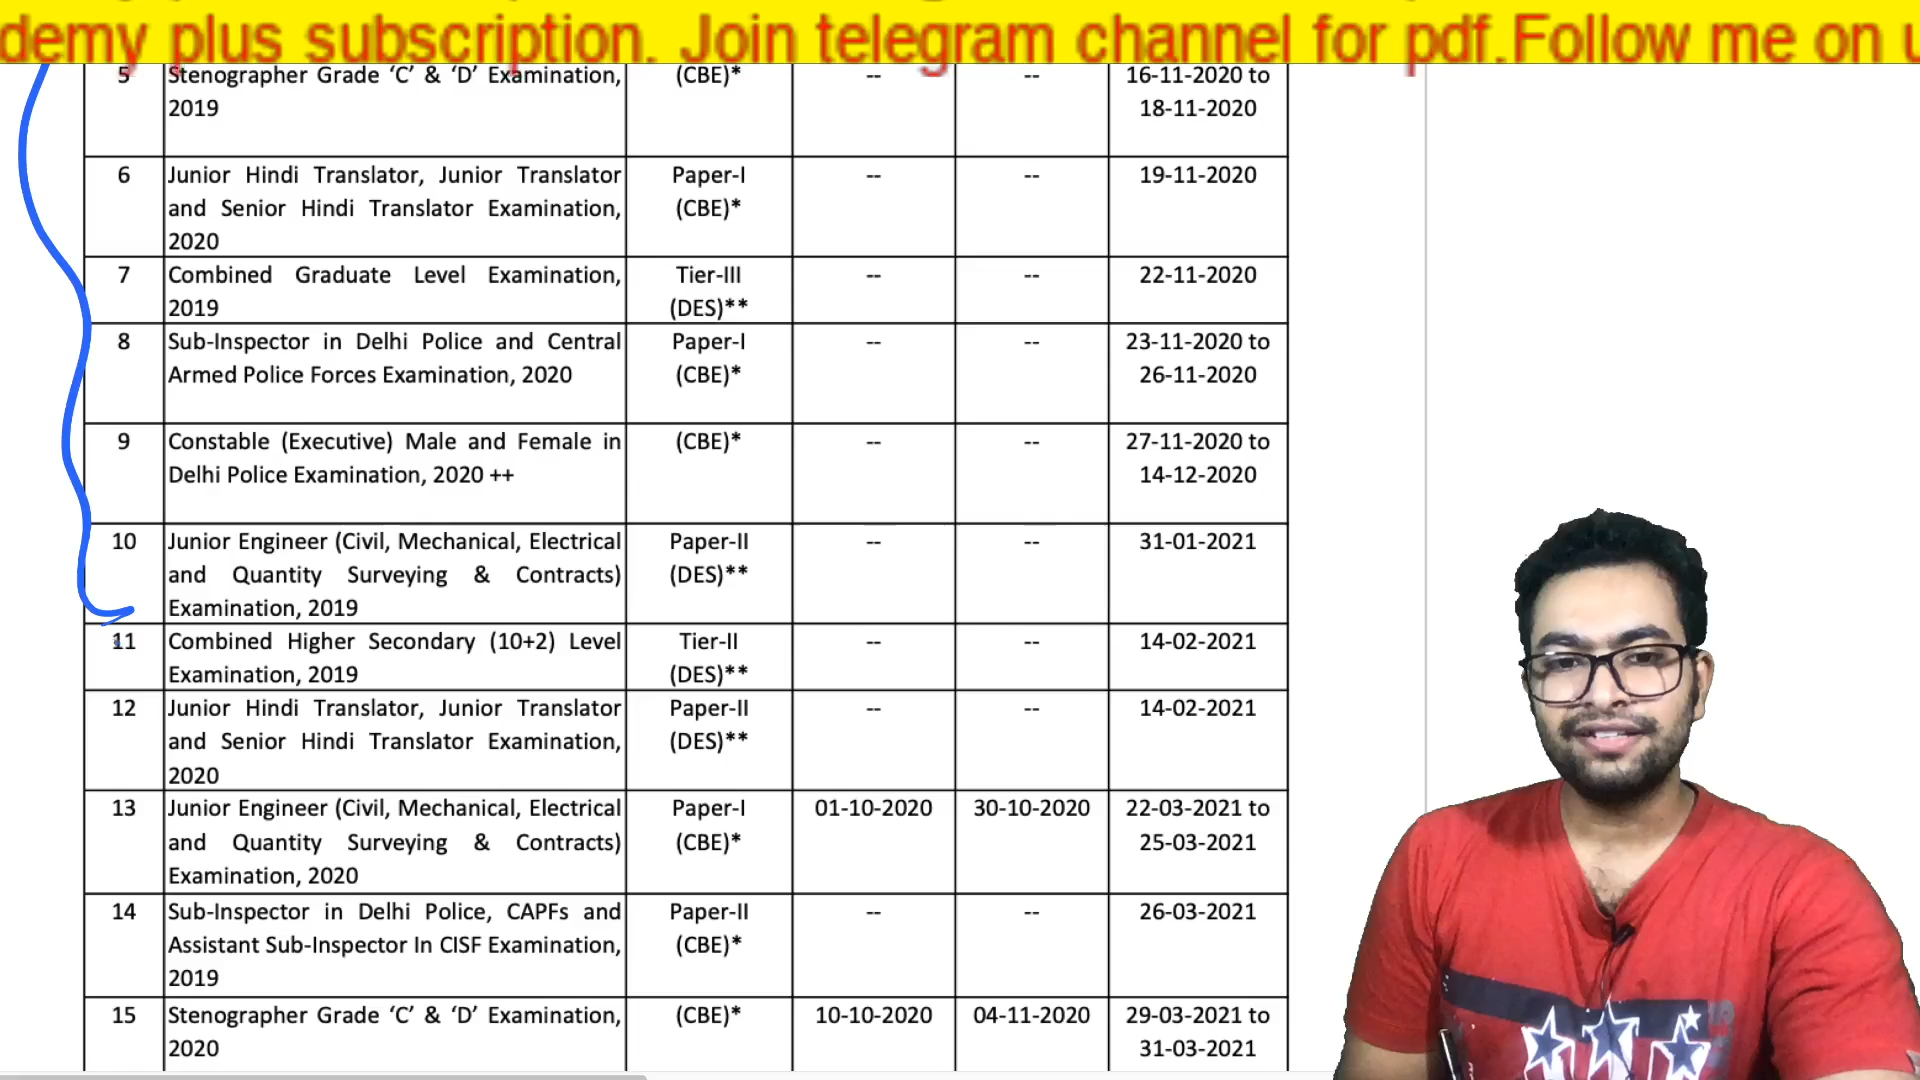 demy plus subscription. Join telegram channel for pdf.Follow me on u
5 Stenographer Grade ‘C’ & ‘D’ Examination, (CBE)* -- -- 16-11-2020 to
2019 18-11-2020
6 Junior Hindi Translator, Junior Translator Paper-I -- -- 19-11-2020
and Senior Hindi Translator Examination, (CBE)*
2020
7 Combined Graduate Level Examination, Tier-III -- -- 22-11-2020
2019 (DES)**
8 Sub-Inspector in Delhi Police and Central Paper-I -- -- 23-11-2020 to
Armed Police Forces Examination, 2020 (CBE)* 26-11-2020
9 Constable (Executive) Male and Female in (CBE)* -- -- 27-11-2020 to
Delhi Police Examination, 2020 ++ 14-12-2020
10 Junior Engineer (Civil, Mechanical, Electrical Paper-II -- -- 31-01-2021
and Quantity Surveying & Contracts) (DES)**
Examination, 2019
11 Combined Higher Secondary (10+2) Level Tier-II -- -- 14-02-2021
Examination, 2019 (DES)**
12 Junior Hindi Translator, Junior Translator Paper-II -- -- 14-02-2021
and Senior Hindi Translator Examination, (DES)**
2020
13 Junior Engineer (Civil, Mechanical, Electrical Paper-I 01-10-2020 30-10-2020 22-03-2021 to
and Quantity Surveying & Contracts) (CBE)* 25-03-2021
Examination, 2020
14 Sub-Inspector in Delhi Police, CAPFs and Paper-II -- -- 26-03-2021
Assistant Sub-Inspector In CISF Examination, (CBE)*
2019
15 Stenographer Grade ‘C’ & ‘D’ Examination, (CBE)* 10-10-2020 04-11-2020 29-03-2021 to
2020 31-03-2021